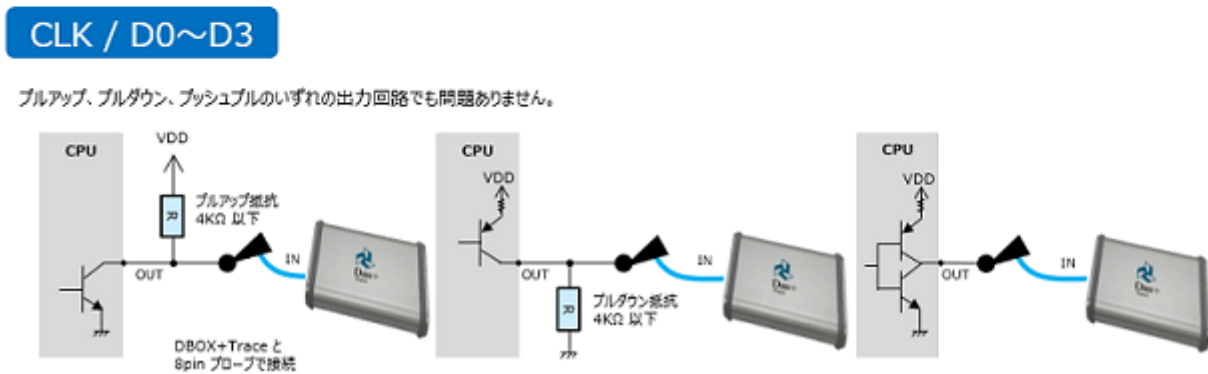 CLK / D0～D3
プルアップ、プルダウン、プッシュプルのいずれの出力回路でも問題ありません。
CPU
VDD
R
プルアップ抵抗
4KΩ 以下
OUT
IN
DBOX+Trace と
8pin プローブで接続
CPU
VDD
OUT
IN
R
プルダウン抵抗
4KΩ 以下
CPU
VDD
OUT
IN